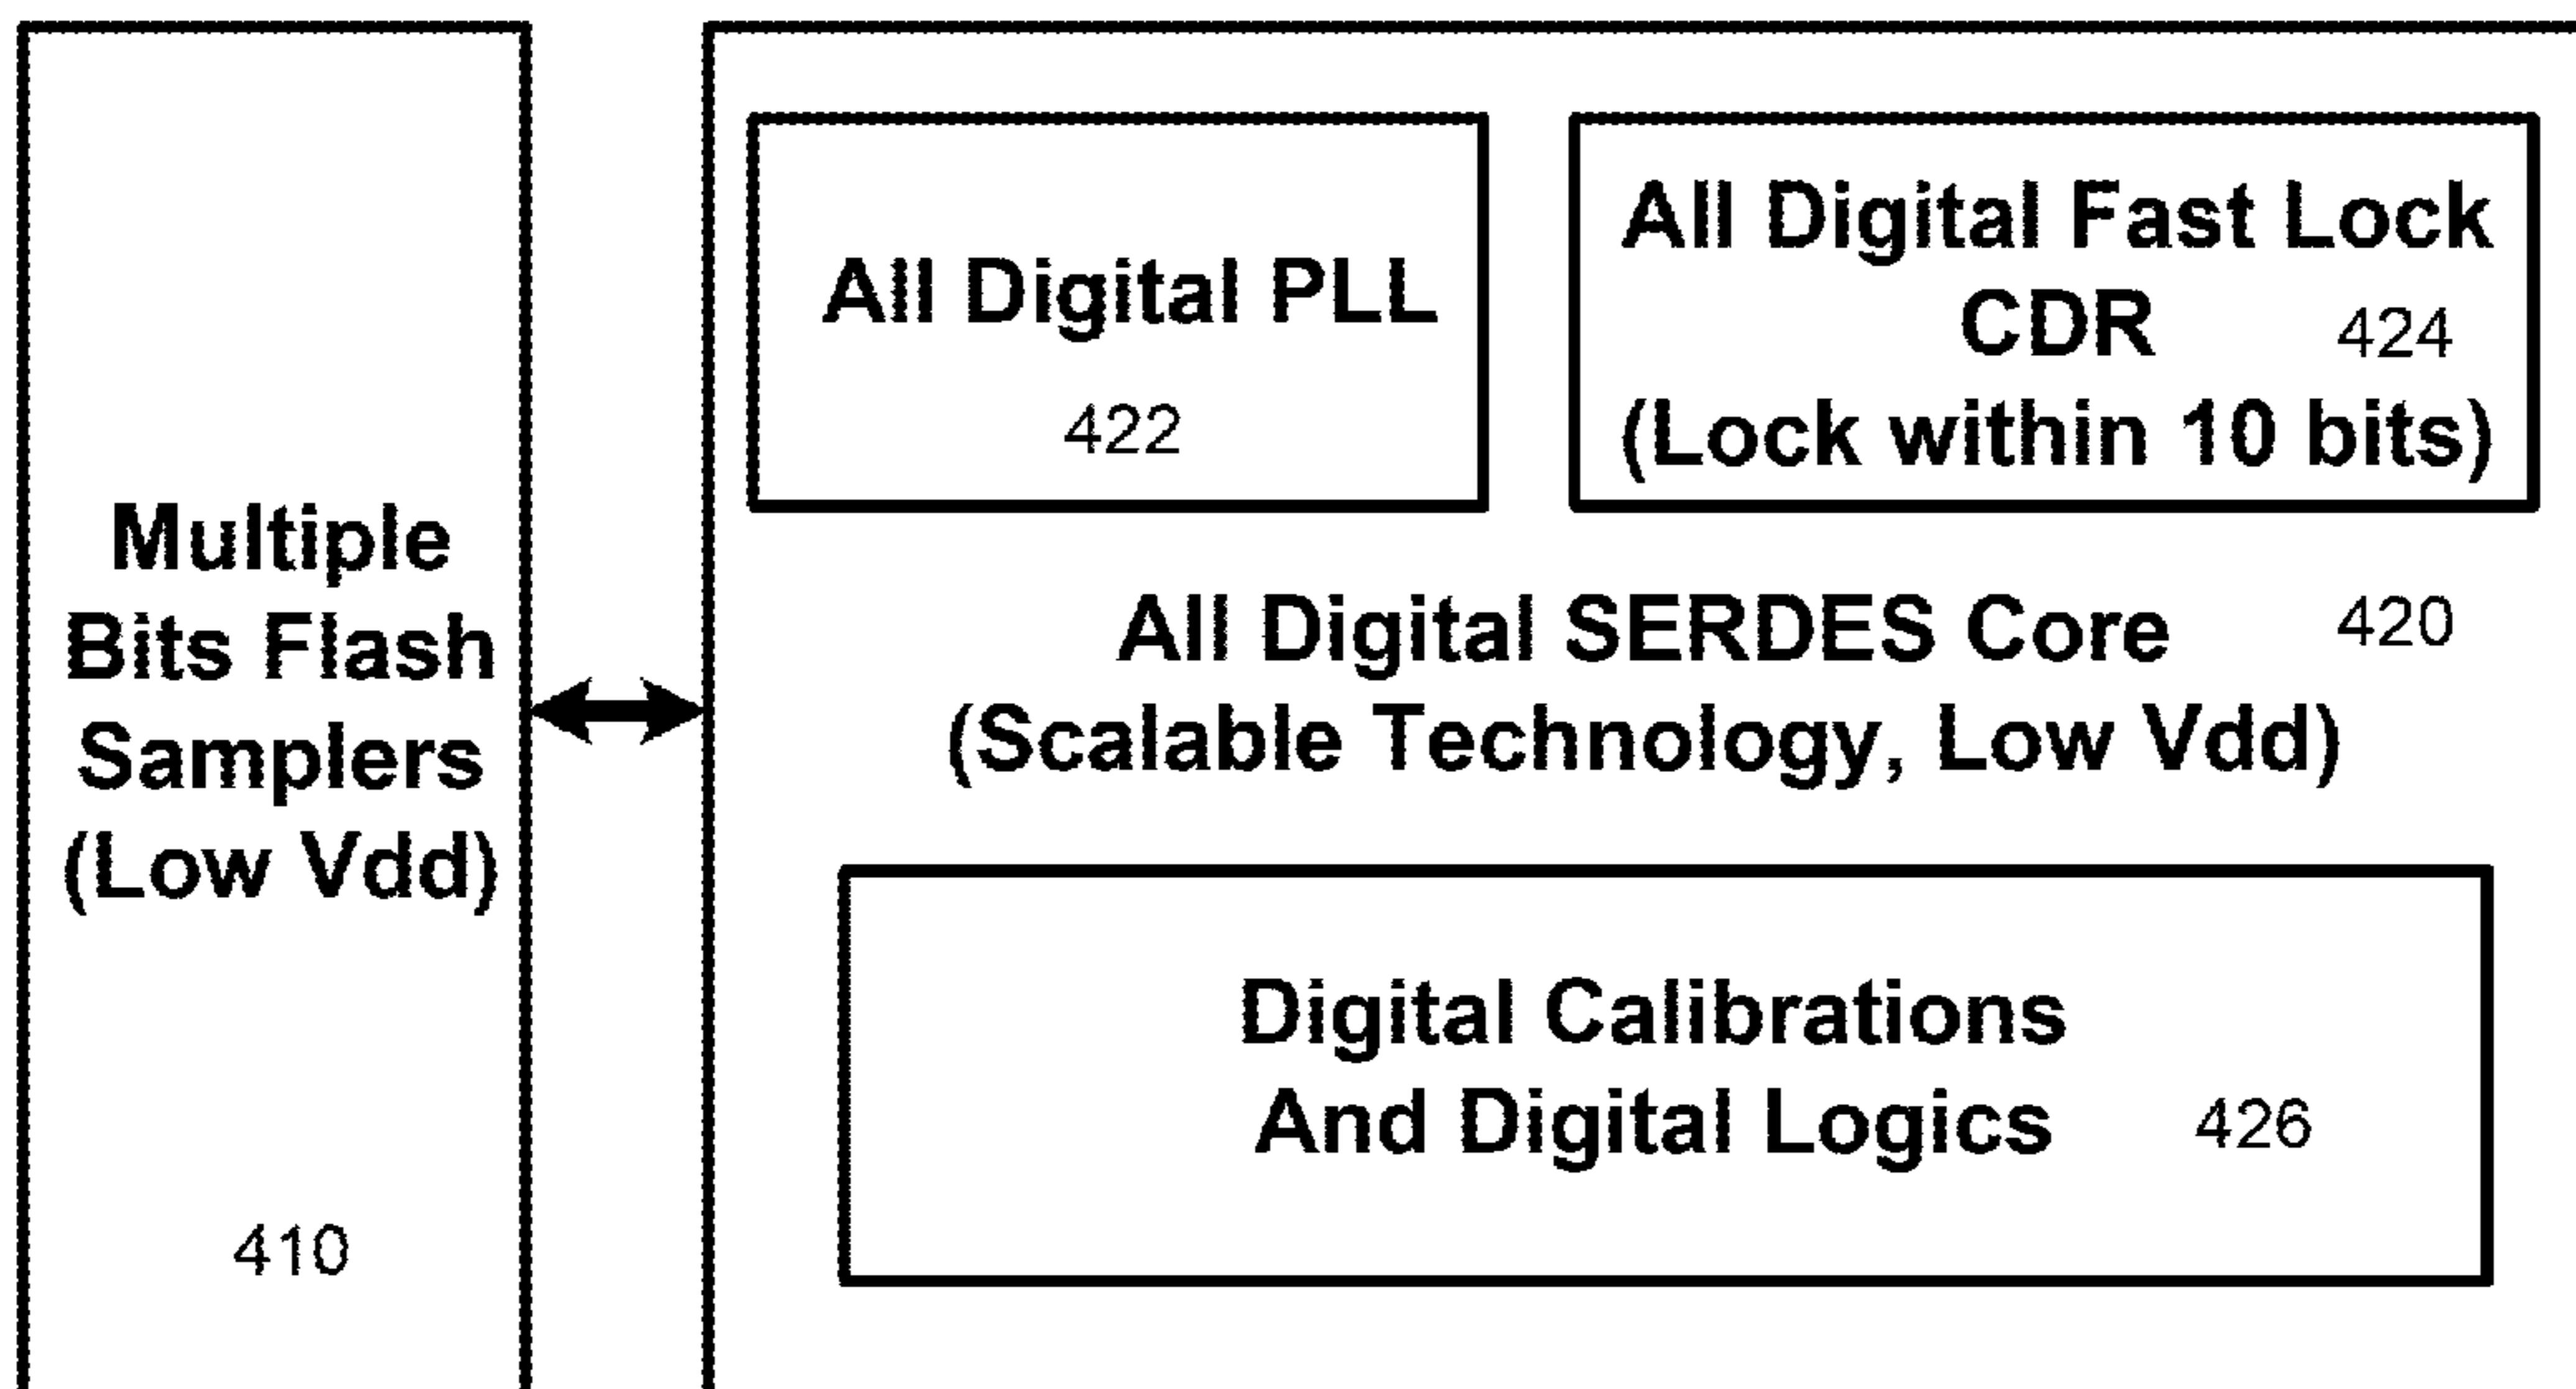 Multiple
Bits Flash
Samplers
(Low Vdd)
410
All Digital PLL
422
All Digital Fast Lock
CDR 424
(Lock within 10 bits)
All Digital SERDES Core 420
(Scalable Technology, Low Vdd)
Digital Calibrations
And Digital Logics 426